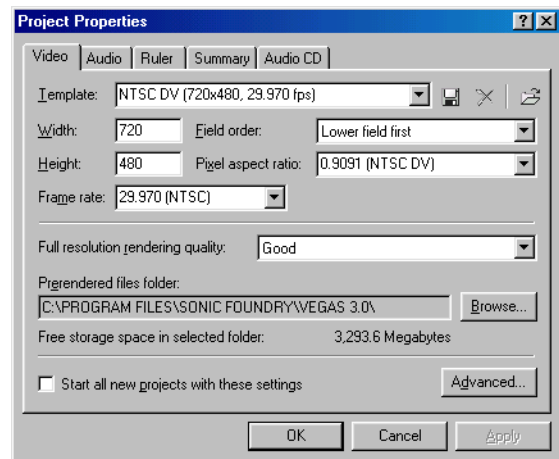 Project Properties
Video Audio Ruler Summary Audio CD
Template: NTSC DV (720x480, 29.970 fps)
Width: 720 Field order: Lower field first
Height: 480 Pixel aspect ratio: 0.9091 (NTSC DV)
Frame rate: 29.970 (NTSC)
Full resolution rendering quality: Good
Prerendered files folder:
C:\PROGRAM FILES\SONIC FOUNDRY\VEGAS 3.0\ Browse...
Free storage space in selected folder: 3,293.6 Megabytes
Start all new projects with these settings Advanced...
OK Cancel Apply